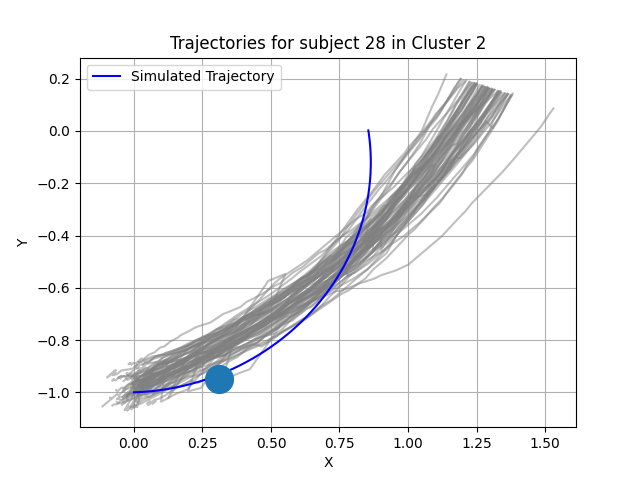 Trajectories for subject 28 in Cluster 2
Simulated Trajectory
0.2
0.0
−0.2
−0.4
−0.6
−0.8
−1.0
Y
0.00 0.25 0.50 0.75 1.00 1.25 1.50
X